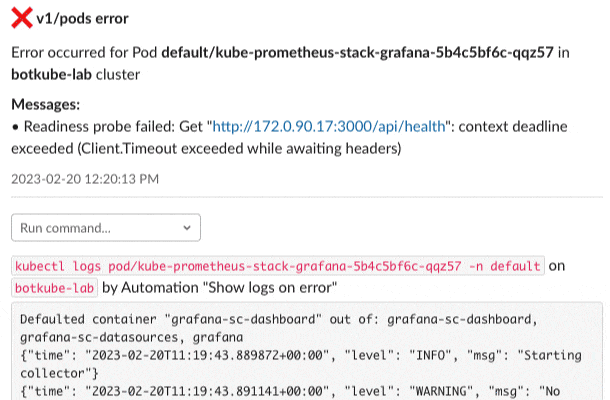 ❌ v1/pods error
Error occurred for Pod default/kube-prometheus-stack-grafana-5b4c5bf6c-qqz57 in
botkube-lab cluster
Messages:
• Readiness probe failed: Get "http://172.0.90.17:3000/api/health": context deadline
exceeded (Client.Timeout exceeded while awaiting headers)
2023-02-20 12:20:13 PM
Run command...
kubectl logs pod/kube-prometheus-stack-grafana-5b4c5bf6c-qqz57 -n default on
botkube-lab by Automation "Show logs on error"
Defaulted container "grafana-sc-dashboard" out of: grafana-sc-dashboard,
grafana-sc-datasources, grafana
{"time": "2023-02-20T11:19:43.889872+00:00", "level": "INFO", "msg": "Starting
collector"}
{"time": "2023-02-20T11:19:43.891141+00:00", "level": "WARNING", "msg": "No